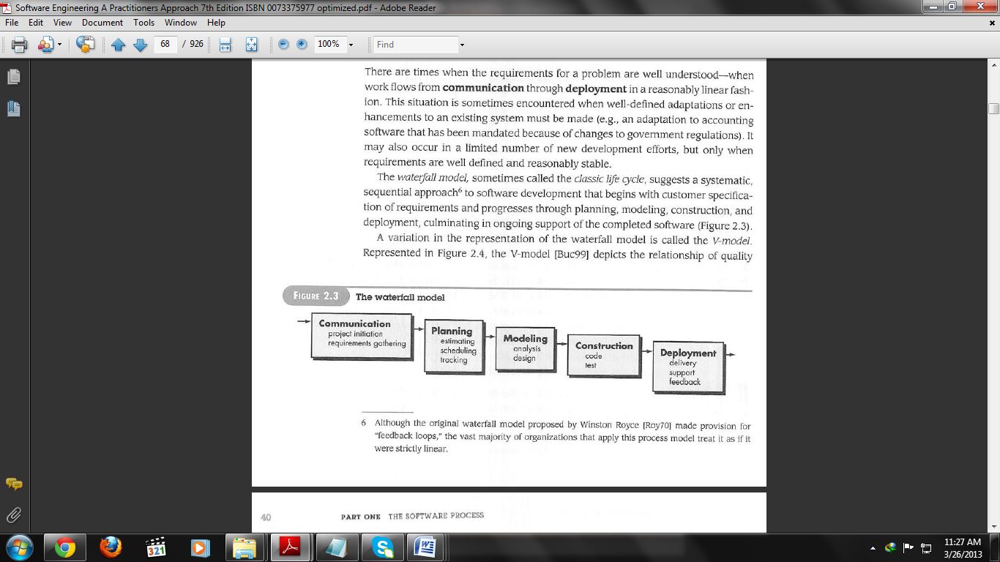 Software Engineering A Practitioners Approach 7th Edition ISBN 0073375977 optimized.pdf - Adobe Reader
File Edit View Document Tools Window Help
68 / 926 100% Find
There are times when the requirements for a problem are well understood—when
work flows from communication through deployment in a reasonably linear fash-
ion. This situation is sometimes encountered when well-defined adaptations or en-
hancements to an existing system must be made (e.g., an adaptation to accounting
software that has been mandated because of changes to government regulations). It
may also occur in a limited number of new development efforts, but only when
requirements are well defined and reasonably stable.
The waterfall model, sometimes called the classic life cycle, suggests a systematic,
sequential approach6 to software development that begins with customer specifica-
tion of requirements and progresses through planning, modeling, construction, and
deployment, culminating in ongoing support of the completed software (Figure 2.3).
A variation in the representation of the waterfall model is called the V-model.
Represented in Figure 2.4, the V-model [Buc99] depicts the relationship of quality
FIGURE 2.3 The waterfall model
Communication
project initiation
requirements gathering
Planning
estimating
scheduling
tracking
Modeling
analysis
design
Construction
code
test
Deployment
delivery
support
feedback
6 Although the original waterfall model proposed by Winston Royce [Roy70] made provision for
"feedback loops," the vast majority of organizations that apply this process model treat it as if it
were strictly linear.
40 PART ONE THE SOFTWARE PROCESS
321
11:27 AM
3/26/2013